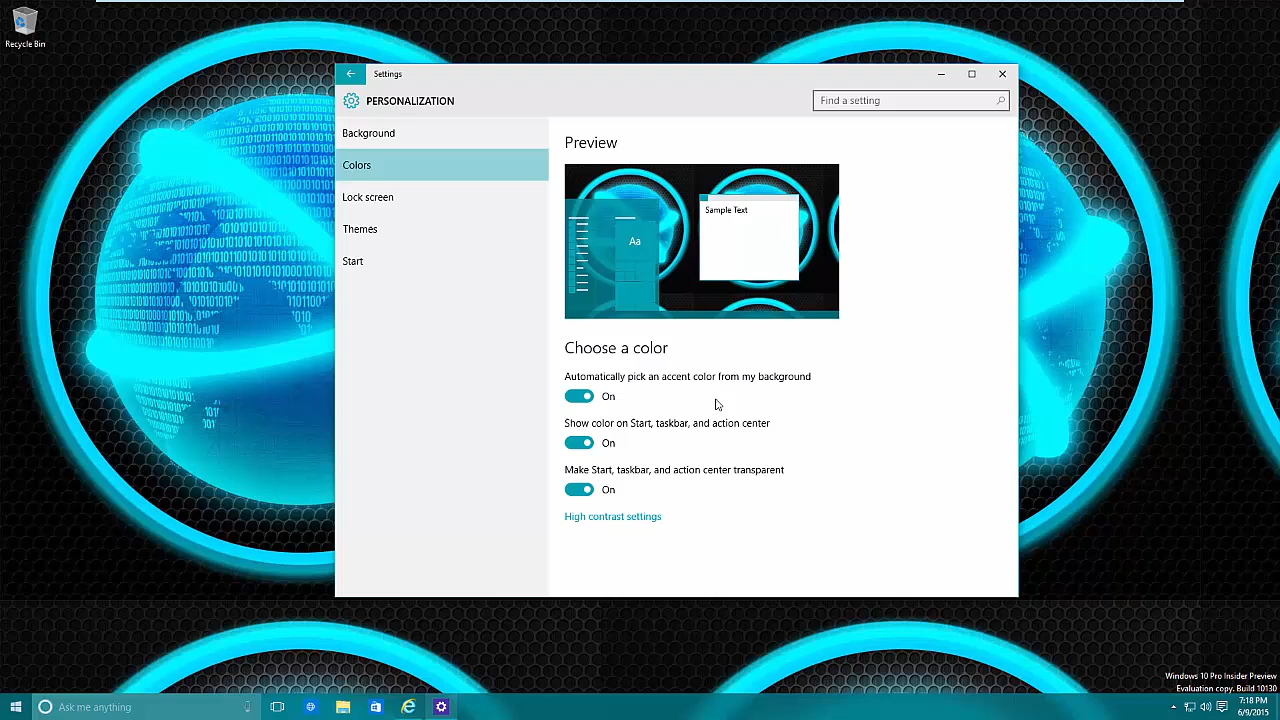 Recycle Bin
Settings
PERSONALIZATION
Find a setting
Background
Colors
Lock screen
Themes
Start
Preview
Sample Text
Aa
Choose a color
Automatically pick an accent color from my background
On
Show color on Start, taskbar, and action center
On
Make Start, taskbar, and action center transparent
On
High contrast settings
Windows 10 Pro Insider Preview
Evaluation copy. Build 10130
Ask me anything
7:18 PM
6/9/2015